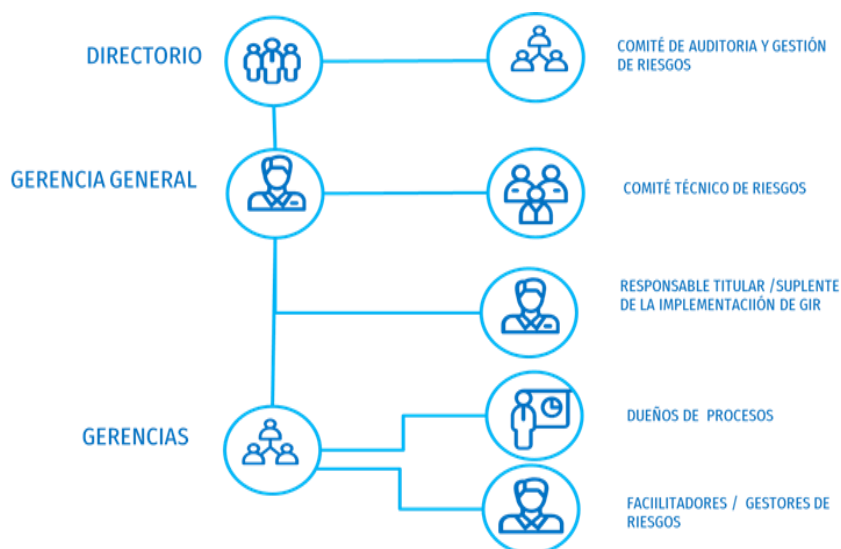 DIRECTORIO
COMITÉ DE AUDITORIA Y GESTIÓN
DE RIESGOS
GERENCIA GENERAL
COMITÉ TÉCNICO DE RIESGOS
RESPONSABLE TITULAR /SUPLENTE
DE LA IMPLEMENTACIIÓN DE GIR
GERENCIAS
DUEÑOS DE PROCESOS
FACIILITADORES / GESTORES DE
RIESGOS